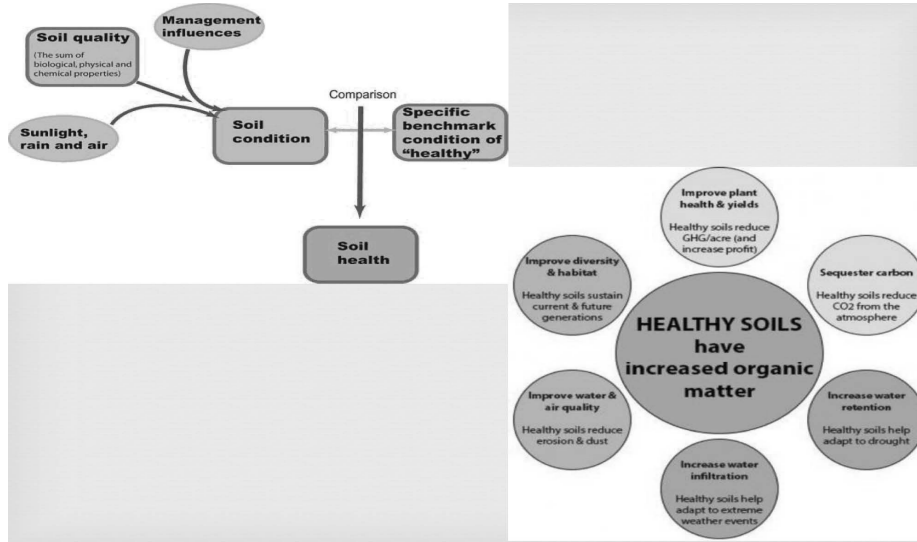 Management
influences
Soil quality
(The sum of
biological, physical and
chemical properties)
Sunlight,
rain and air
Soil
condition
Comparison
Specific
benchmark
condition of
“healthy”
Soil
health
Improve plant
health & yields
Healthy soils reduce
GHG/acre (and
increase profit)
Improve diversity
& habitat
Healthy soils sustain
current & future
generations
Sequester carbon
Healthy soils reduce
CO2 from the
atmosphere
HEALTHY SOILS
have
increased organic
matter
Improve water &
air quality
Healthy soils reduce
erosion & dust
Increase water
retention
Healthy soils help
adapt to drought
Increase water
infiltration
Healthy soils help
adapt to extreme
weather events